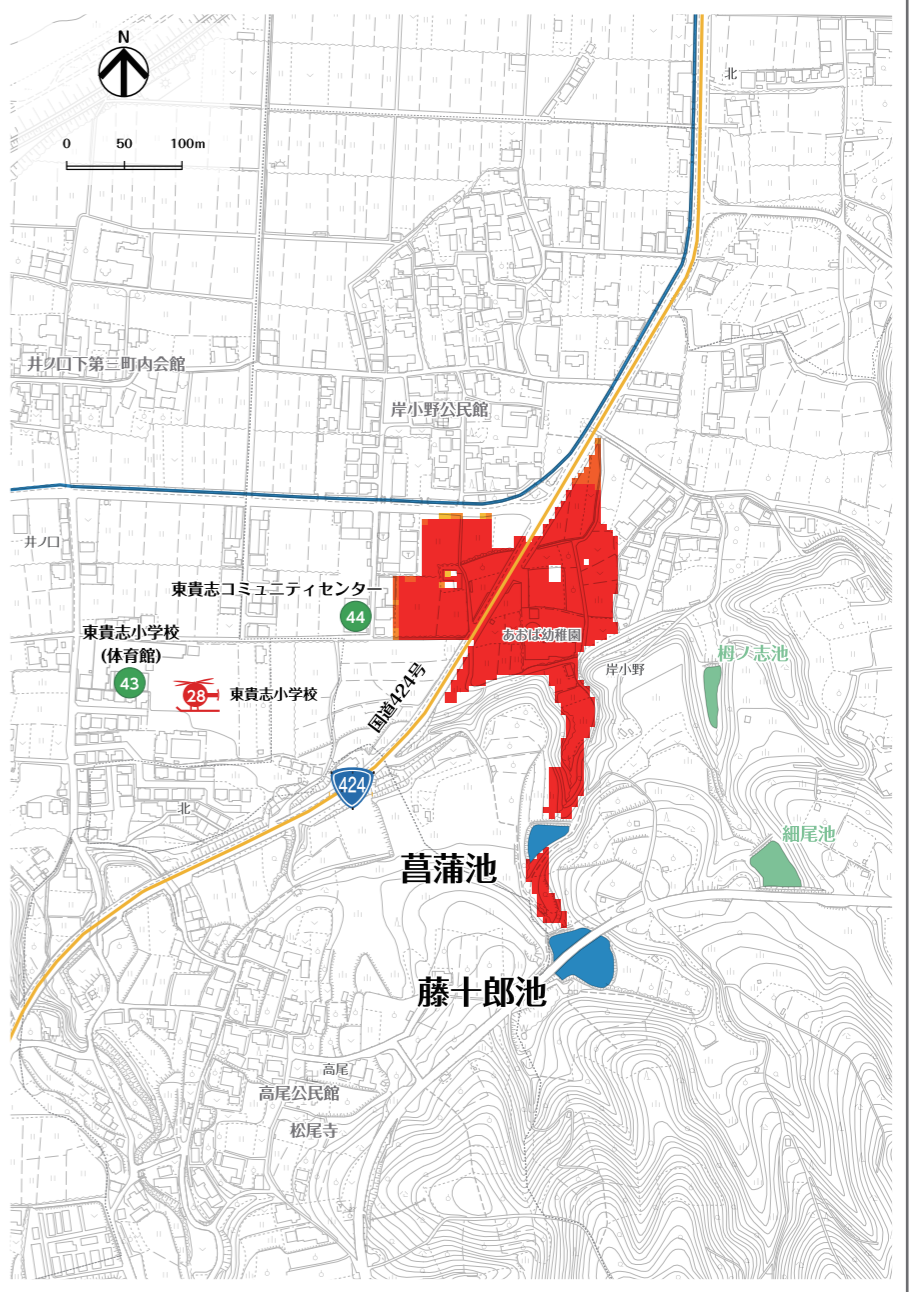 N
0 50 100m
北
井ノ口下第三町内会館
岸小野公民館
井ノ口
東貴志コミュニティセンター
44
東貴志小学校
(体育館)
43
28
東貴志小学校
あおば幼稚園
岸小野
栂ノ志池
国道424号
424
北
細尾池
菖蒲池
藤十郎池
高尾
高尾公民館
松尾寺